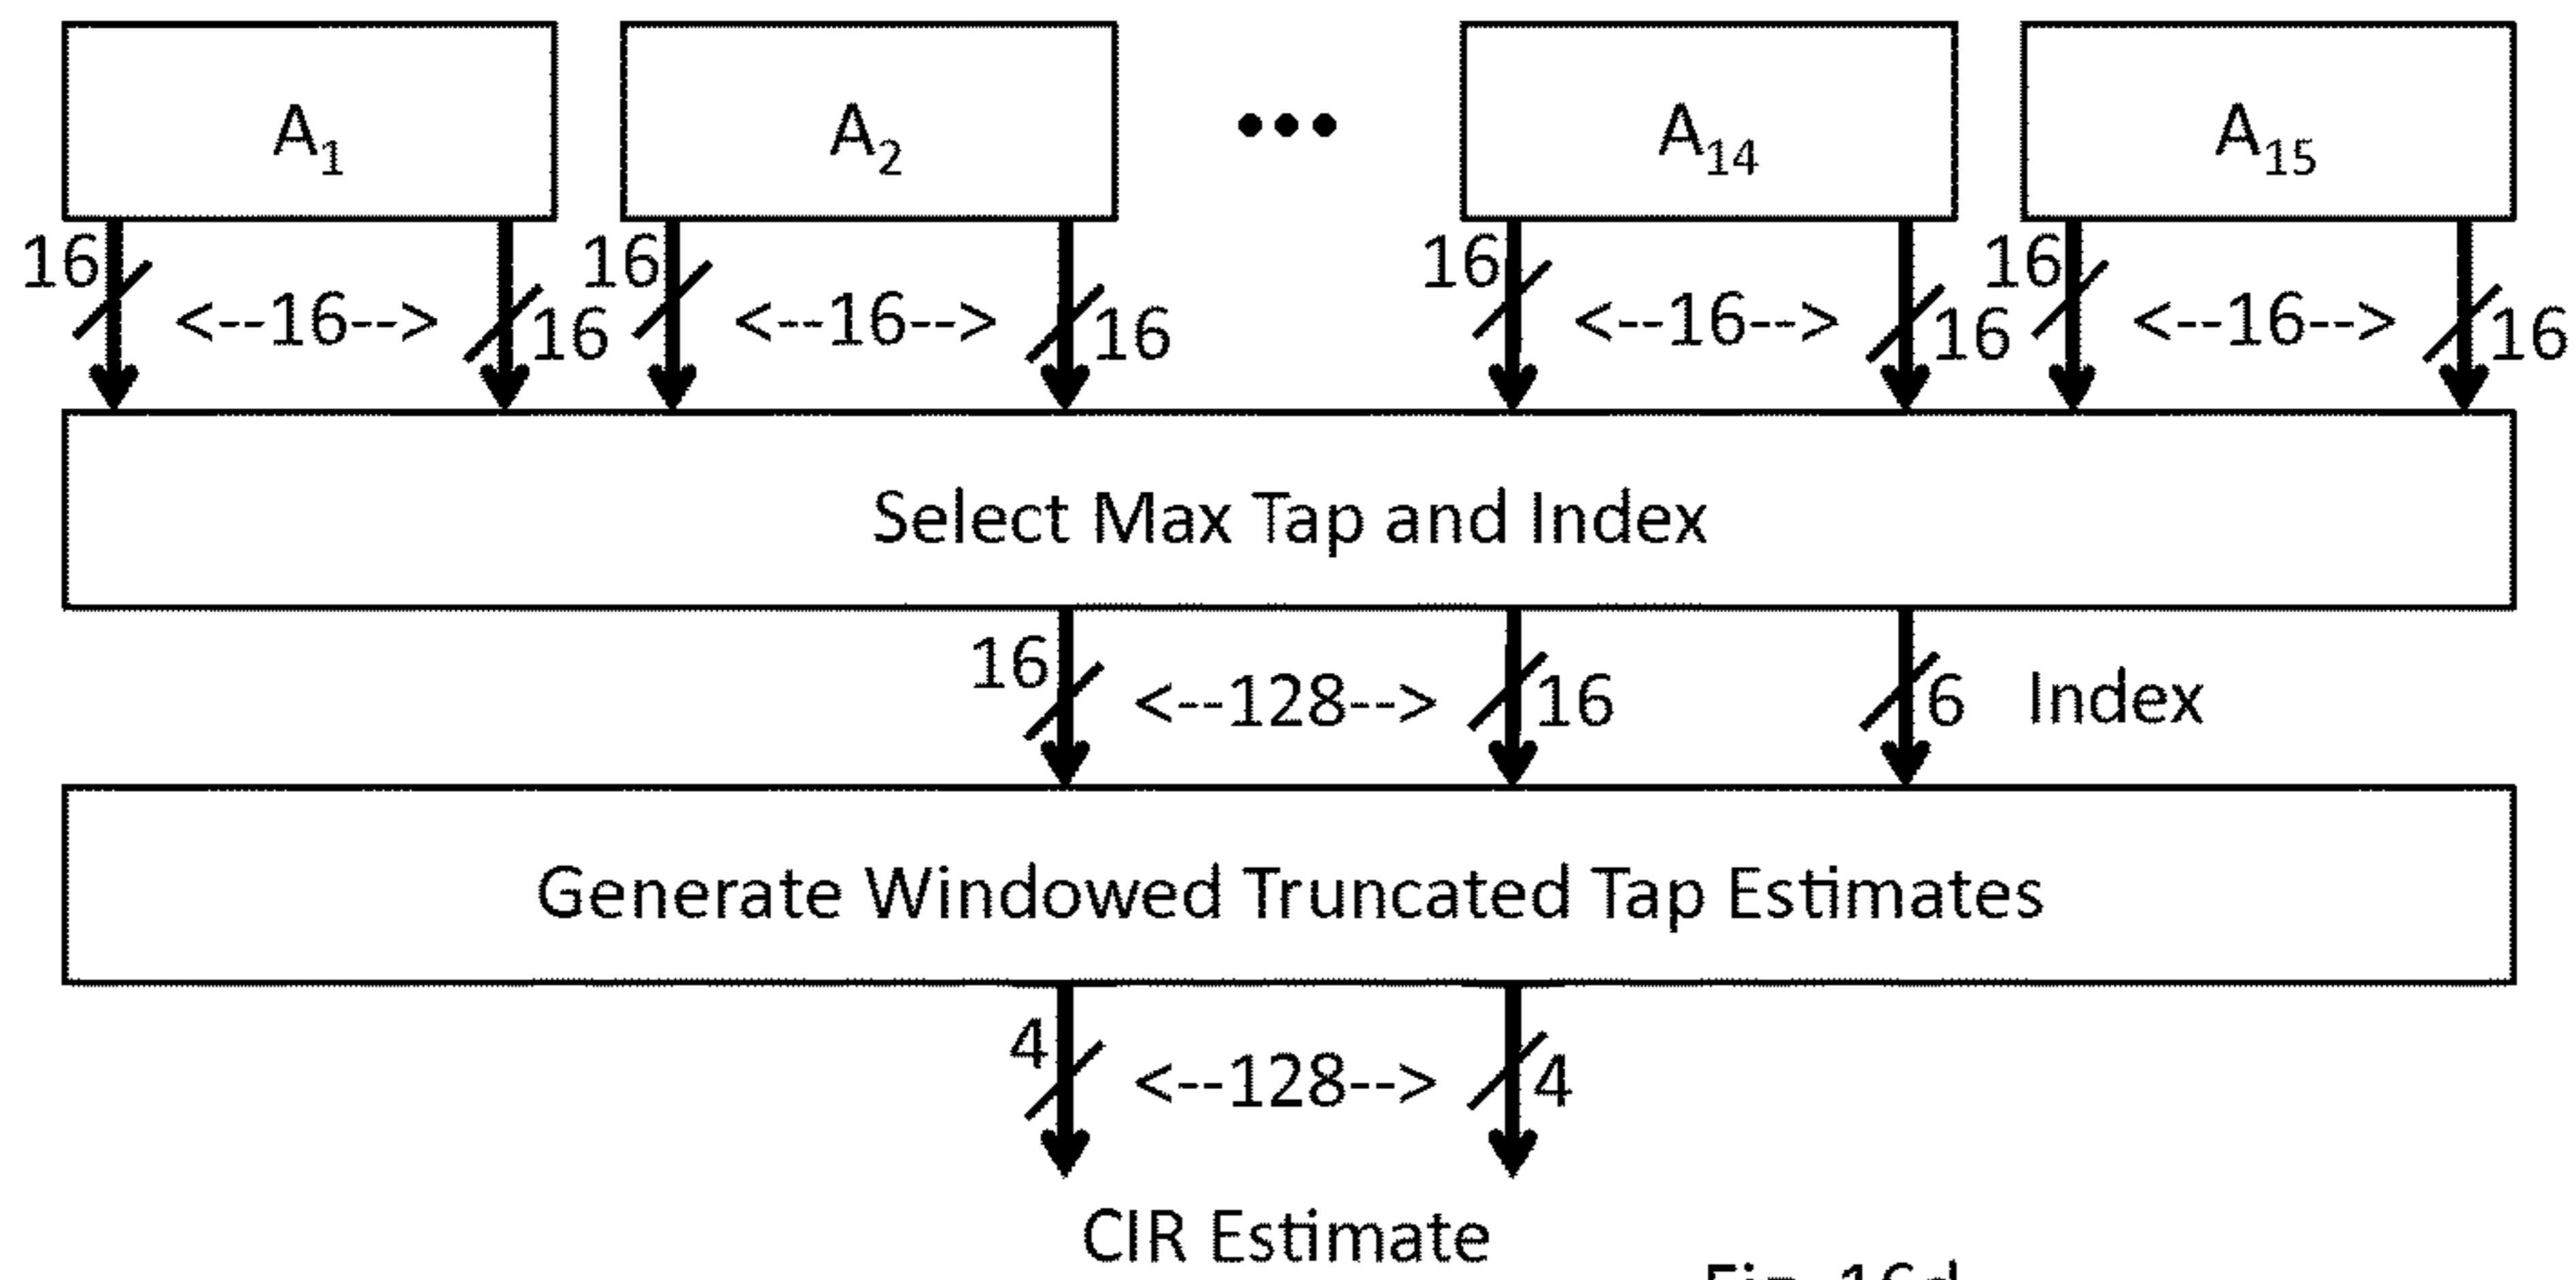 A1 A2 ••• A14 A15
16 <--16--> 16 16 <--16--> 16 16 <--16--> 16 16 <--16--> 16
Select Max Tap and Index
16 <--128--> 16 6 Index
Generate Windowed Truncated Tap Estimates
4 <--128--> 4
CIR Estimate